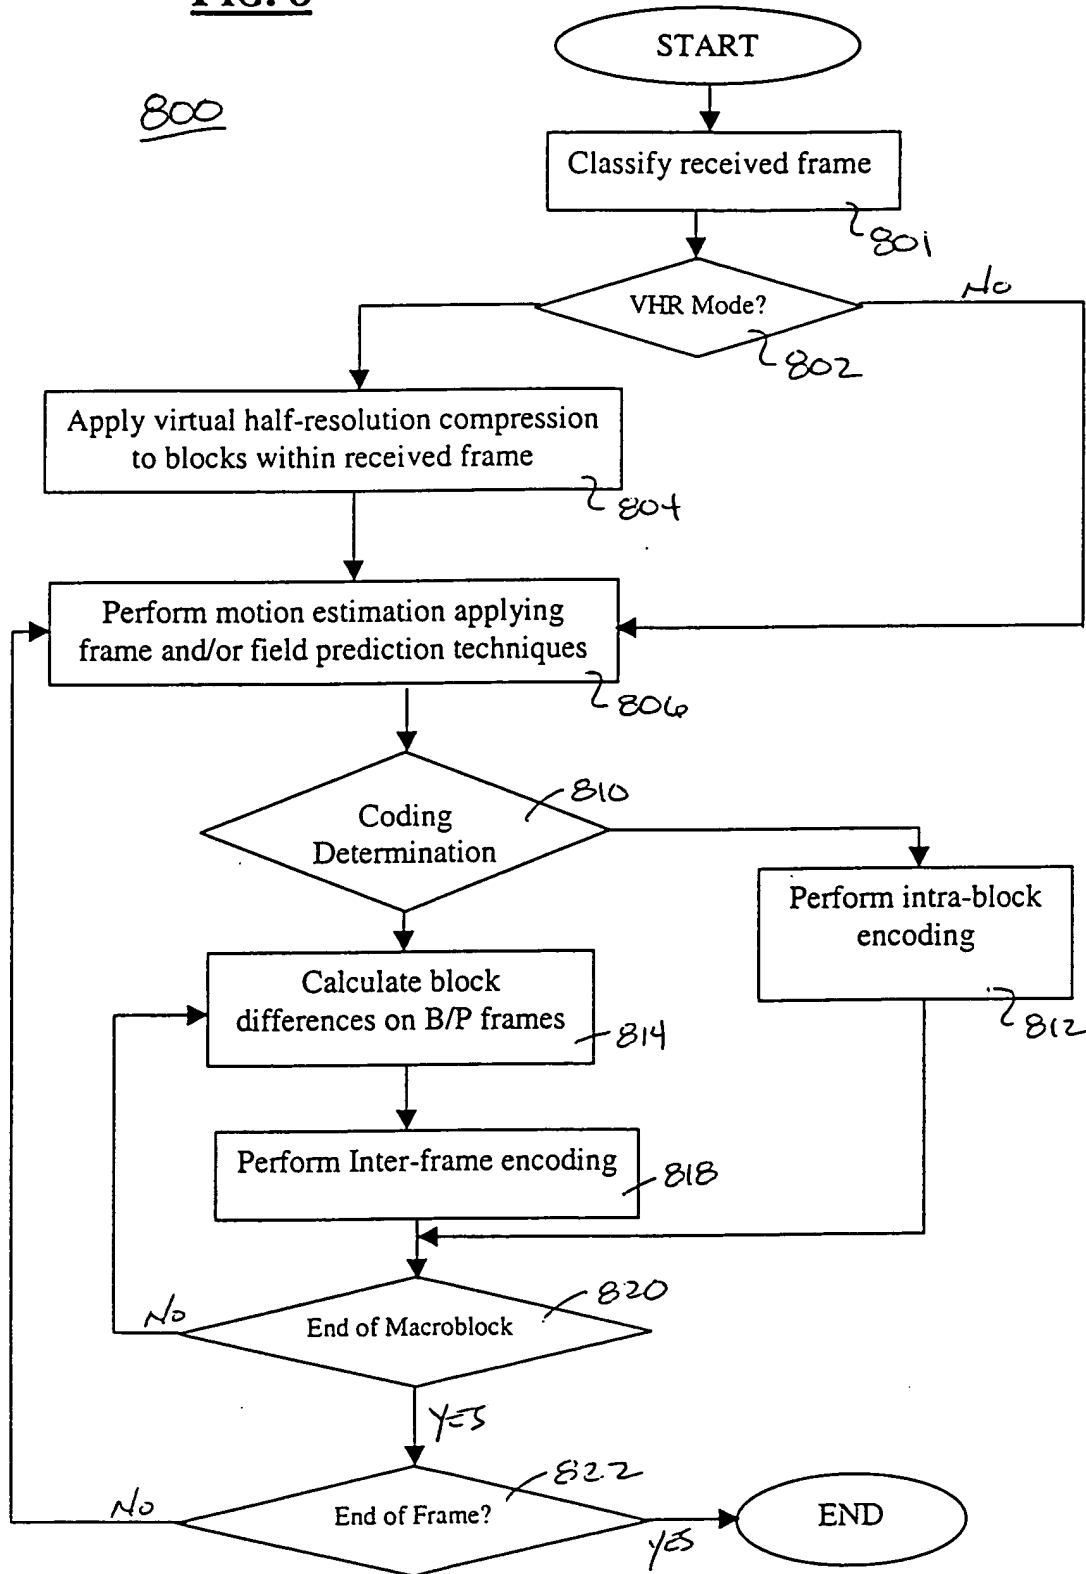 800
START
Classify received frame
801
VHR Mode?
No
802
Apply virtual half-resolution compression
to blocks within received frame
804
Perform motion estimation applying
frame and/or field prediction techniques
806
Coding
Determination
810
Perform intra-block
encoding
812
Calculate block
differences on B/P frames
814
Perform Inter-frame encoding
818
End of Macroblock
820
No
YES
End of Frame?
822
No
YES
END